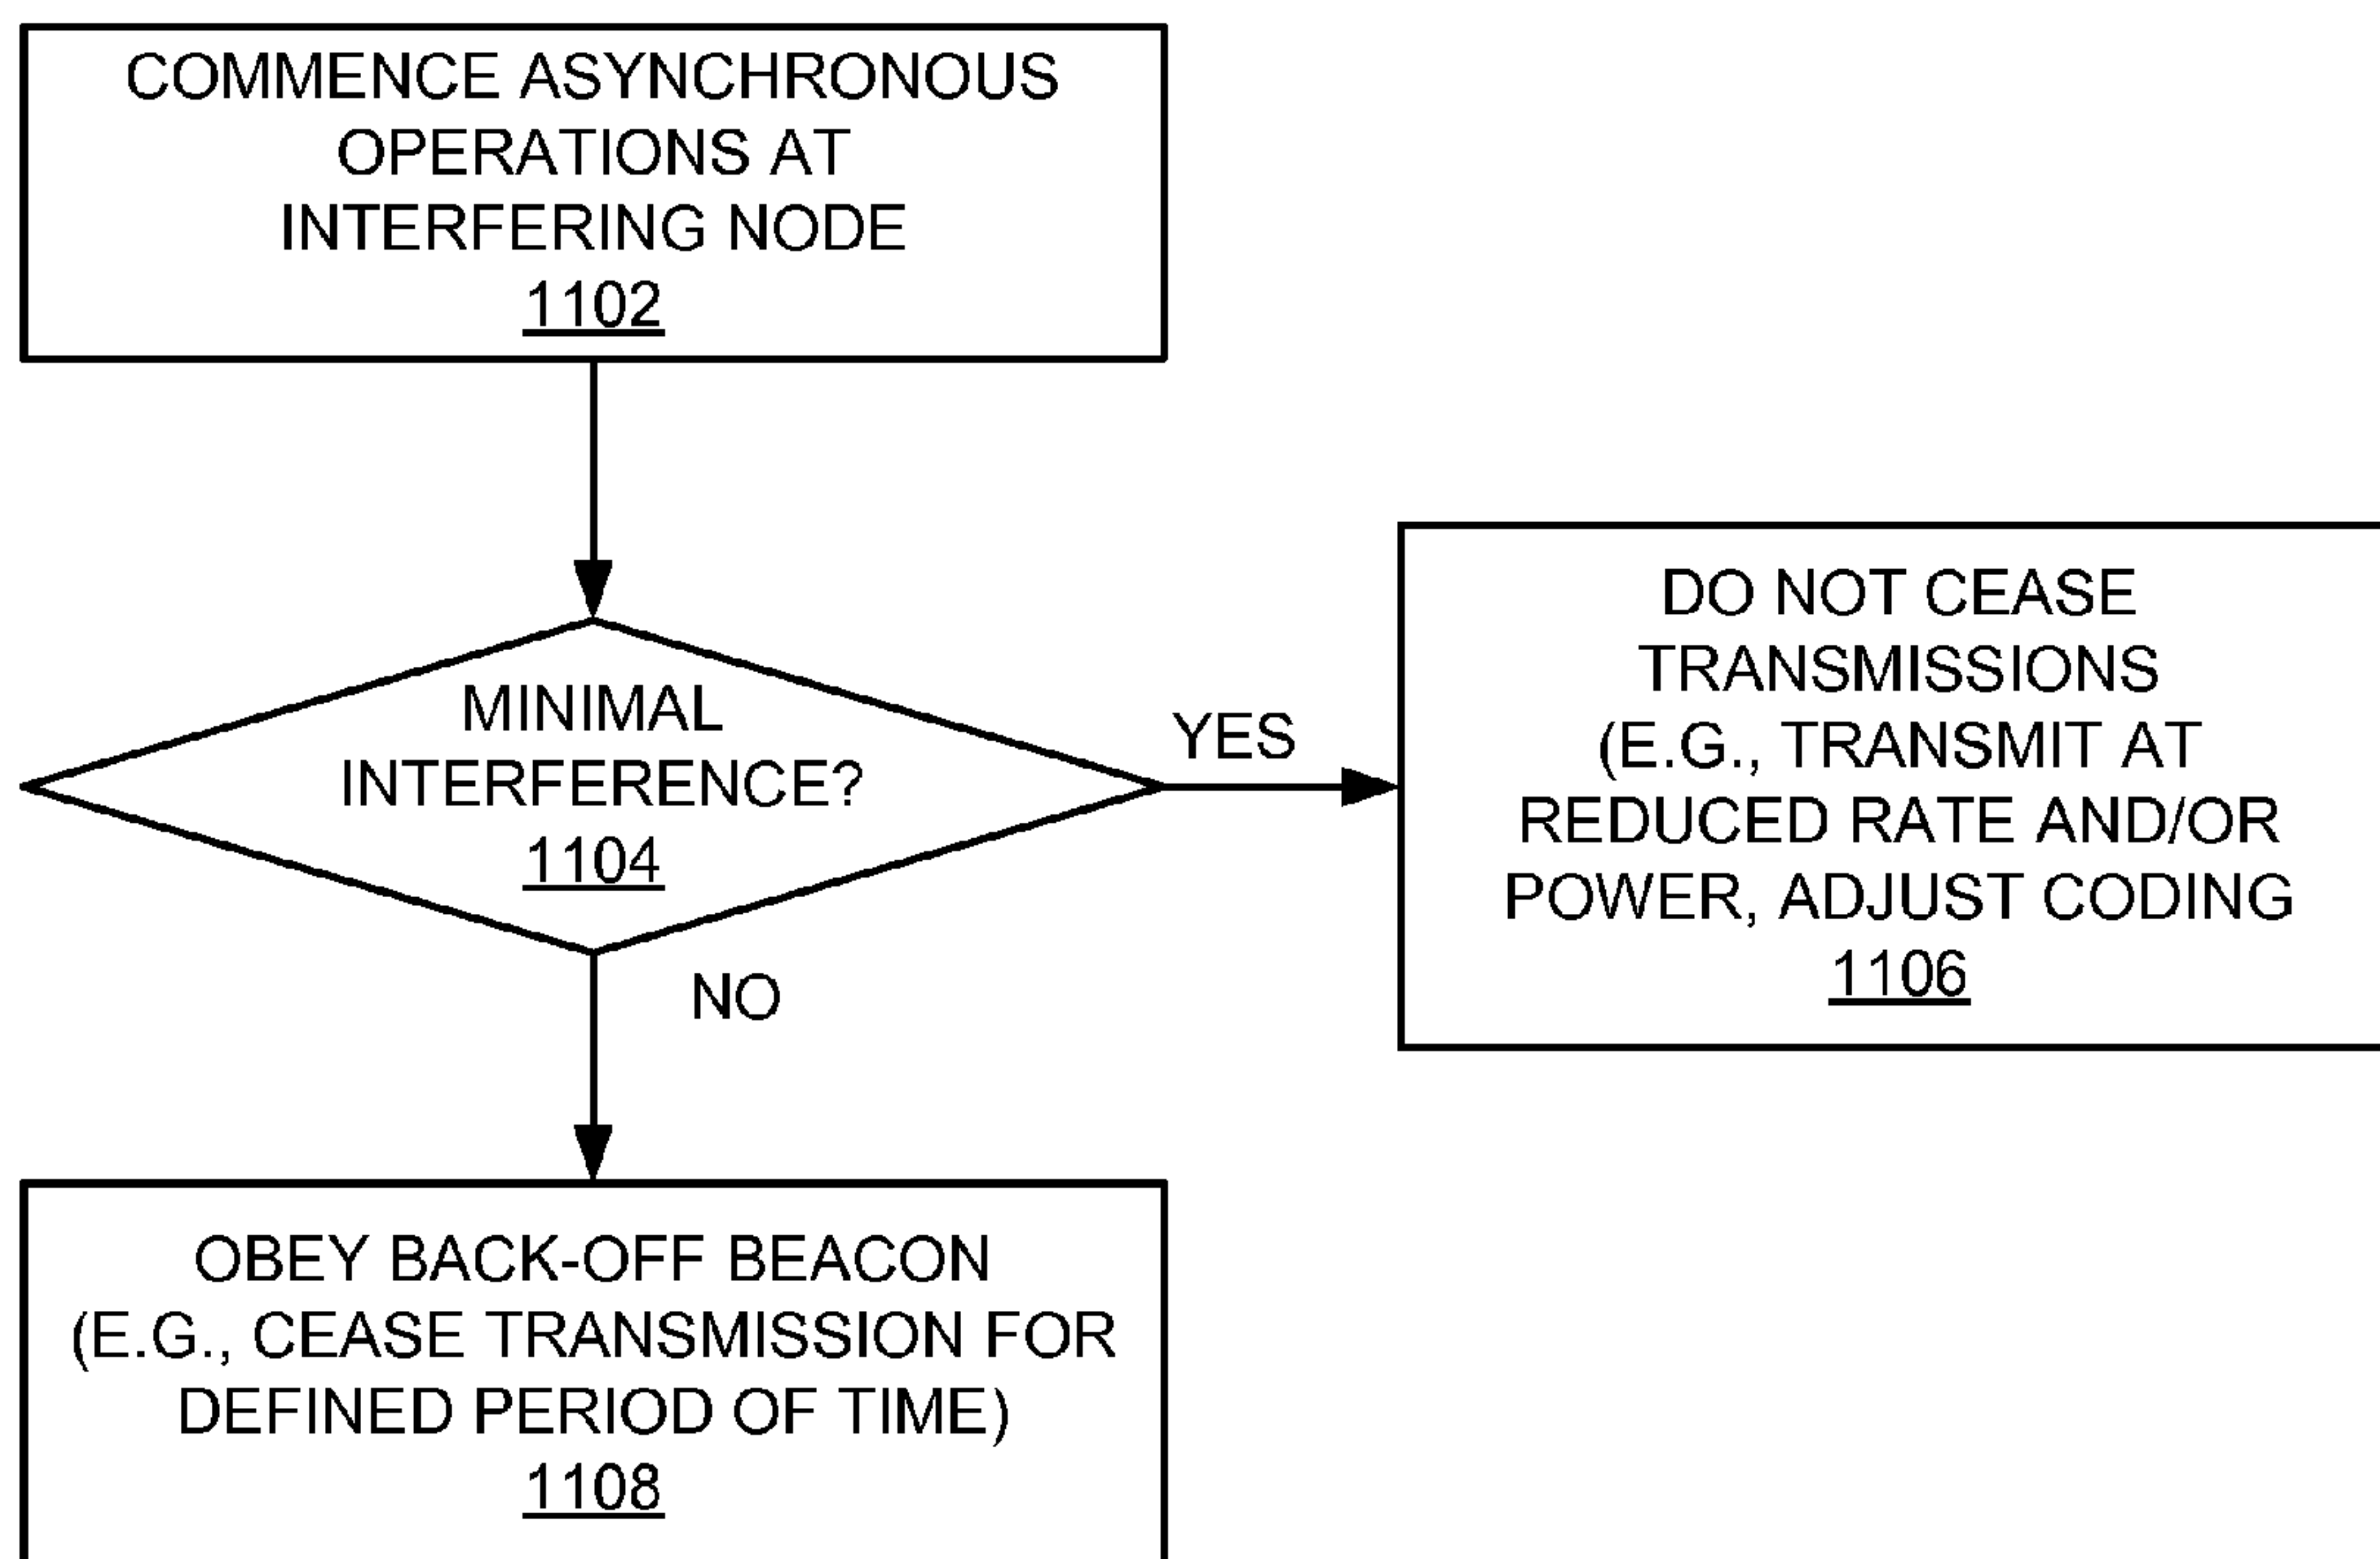 COMMENCE ASYNCHRONOUS
OPERATIONS AT
INTERFERING NODE
1102
MINIMAL
INTERFERENCE?
1104
YES
DO NOT CEASE
TRANSMISSIONS
(E.G., TRANSMIT AT
REDUCED RATE AND/OR
POWER, ADJUST CODING
1106
NO
OBEY BACK-OFF BEACON
(E.G., CEASE TRANSMISSION FOR
DEFINED PERIOD OF TIME)
1108